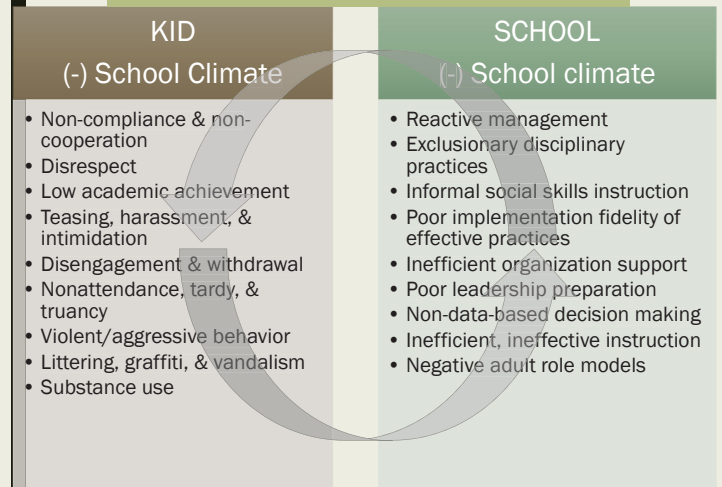 KID
(-) School Climate
• Non-compliance & non-
cooperation
• Disrespect
• Low academic achievement
• Teasing, harassment, &
intimidation
• Disengagement & withdrawal
• Nonattendance, tardy, &
truancy
• Violent/aggressive behavior
• Littering, graffiti, & vandalism
• Substance use
SCHOOL
(-) School climate
• Reactive management
• Exclusionary disciplinary
practices
• Informal social skills instruction
• Poor implementation fidelity of
effective practices
• Inefficient organization support
• Poor leadership preparation
• Non-data-based decision making
• Inefficient, ineffective instruction
• Negative adult role models